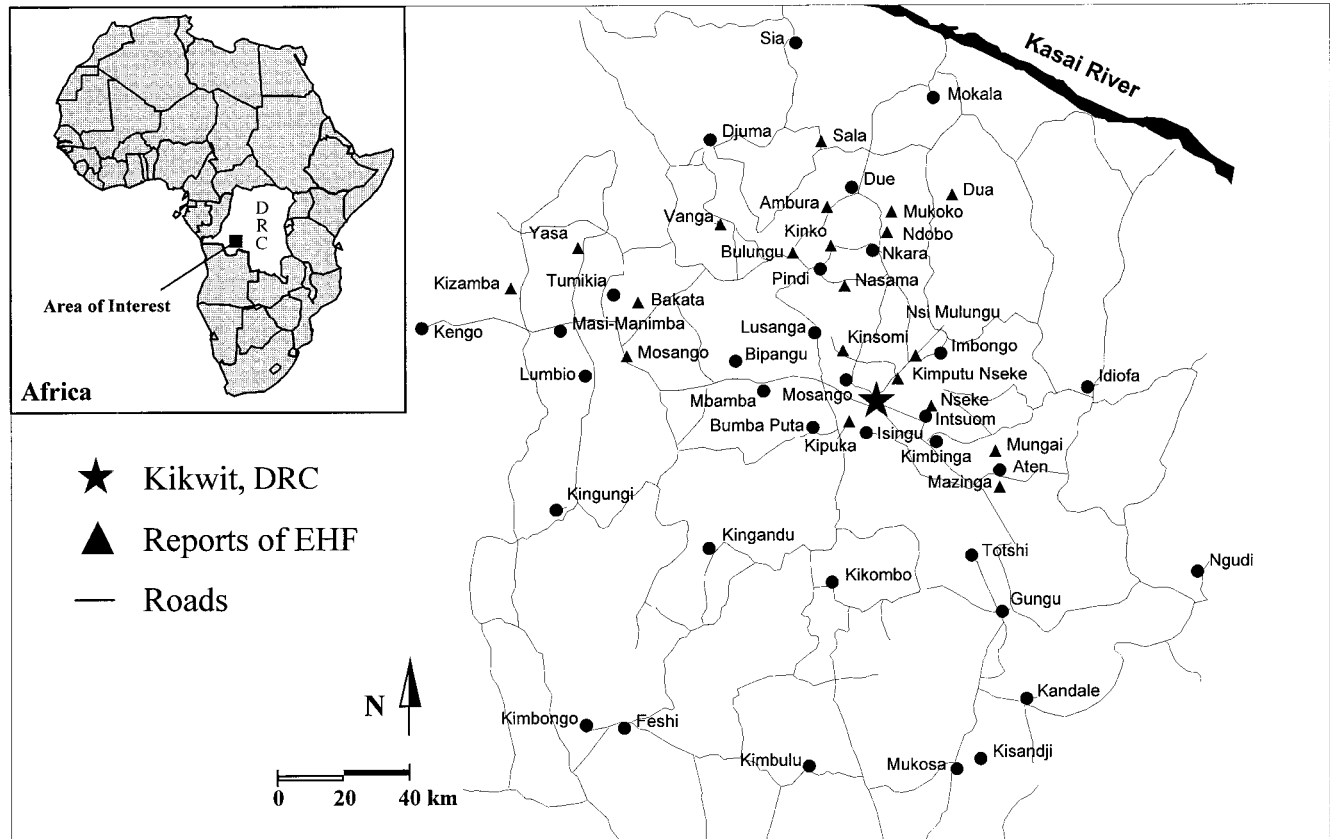 D
R
C
Area of Interest
Africa
Kikwit, DRC
Reports of EHF
Roads
N
0 20 40 km
Kasai River
Sia
Mokala
Djuma
Sala
Due
Dua
Ambura
Mukoko
Vanga
Ndobo
Kinko
Yasa
Bulungu
Nkara
Pindi
Tumikia
Nasama
Kizamba
Bakata
Nsi Mulungu
Kengo
Masi-Manimba
Lusanga
Kinsomi
Mosango
Bipangu
Imbongo
Lumbio
Kimputu Nseke
Idiofa
Mbamba
Mosango
Nseke
Intsuom
Bumba Puta
Isingu
Kipuka
Kimbinga
Mungai
Aten
Mazinga
Kingungi
Kingandu
Totshi
Ngudi
Kikombo
Gungu
Kandale
Kimbongo
Feshi
Kimbulu
Mukosa
Kisandji